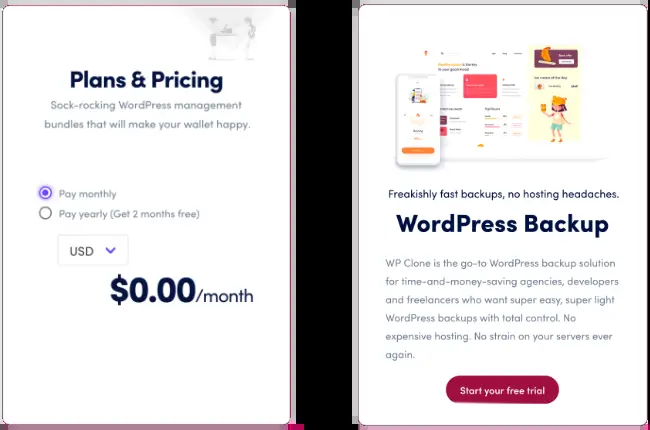 Plans & Pricing
Sock-rocking WordPress management
bundles that will make your wallet happy.
Pay monthly
Pay yearly (Get 2 months free)
USD
$0.00/month
Freakishly fast backups, no hosting headaches.
WordPress Backup
WP Clone is the go-to WordPress backup solution
for time-and-money-saving agencies, developers
and freelancers who want super easy, super light
WordPress backups with total control. No
expensive hosting. No strain on your servers ever
again.
Start your free trial